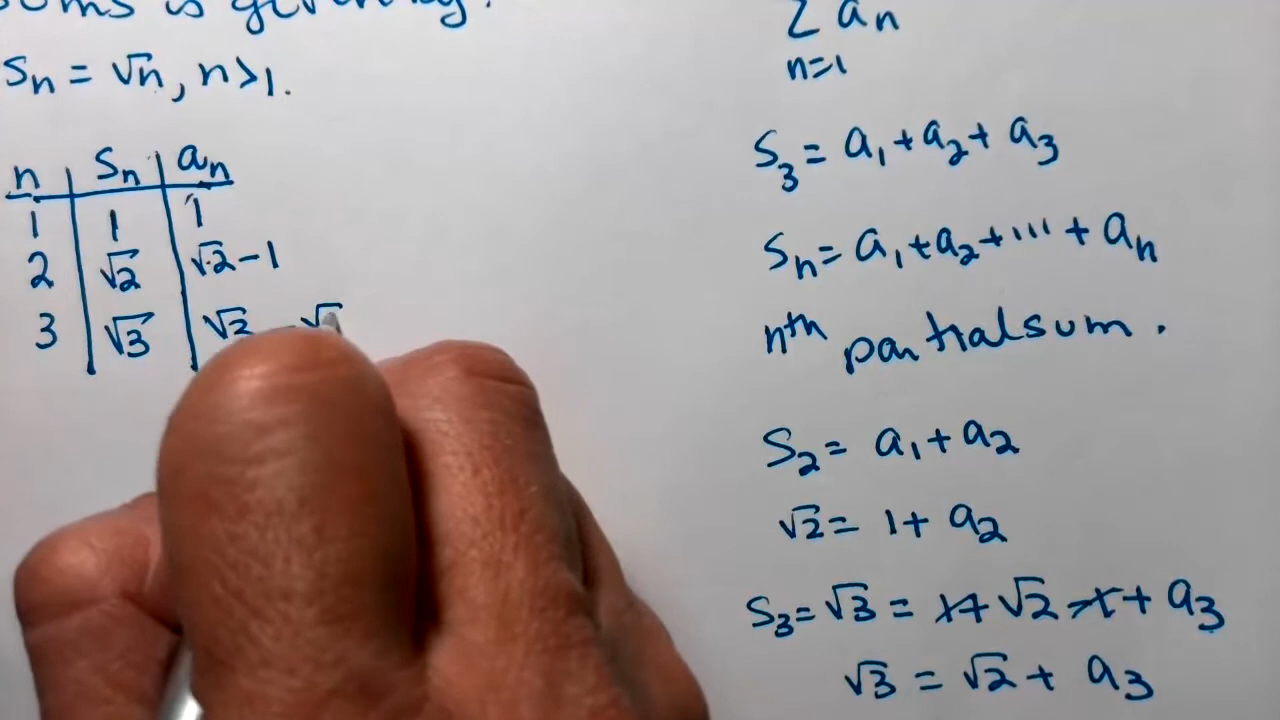 is given by:
Sₙ = √n, n>1.
n | Sₙ | aₙ
1 | 1 | 1
2 | √2 | √2 - 1
3 | √3 | √3 - √
Σ aₙ
n=1
S₃ = a₁ + a₂ + a₃
Sₙ = a₁ + a₂ + ... + aₙ
nth partial sum.
S₂ = a₁ + a₂
√2 = 1 + a₂
S₃ = √3 = 1 + √2 - 1 + a₃
√3 = √2 + a₃